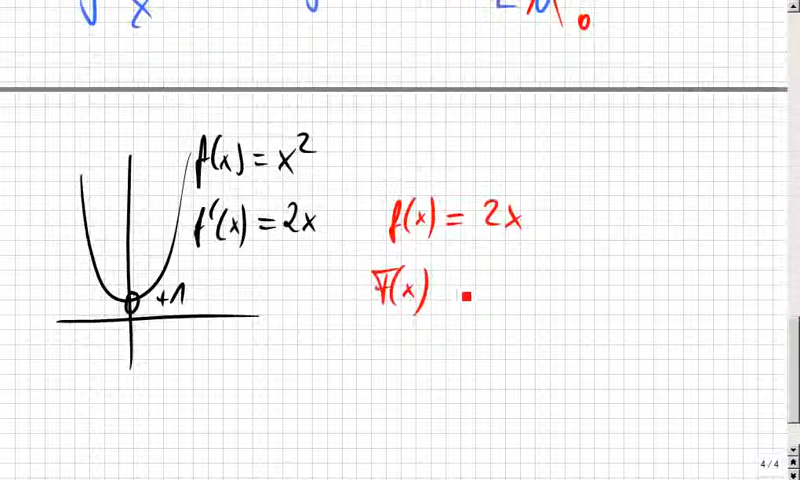 f(x) = x²
f'(x) = 2x
+1
f(x) = 2x
F(x)
4 / 4